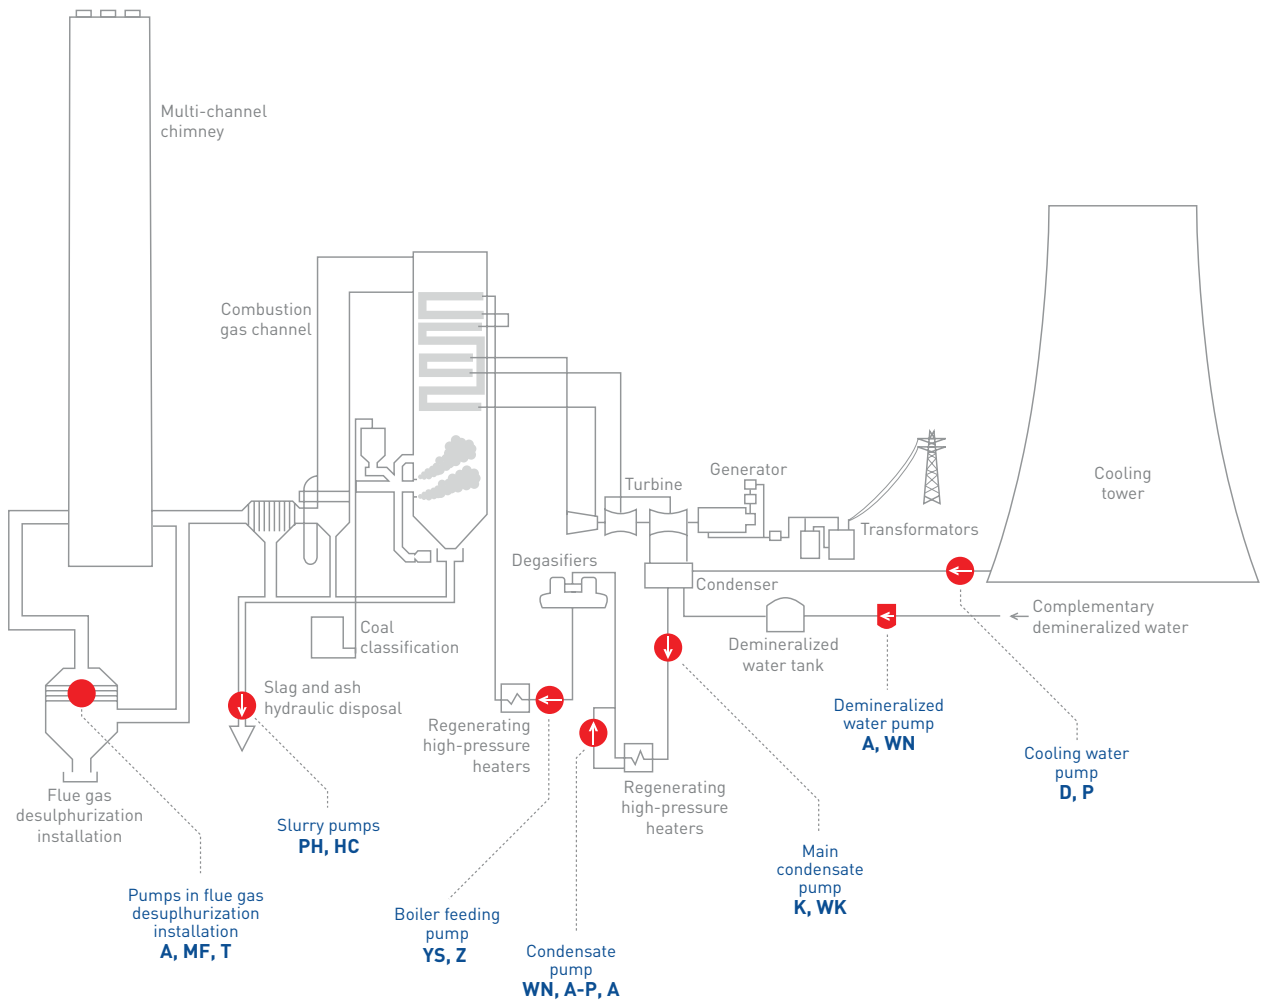 Multi-channel
chimney
Combustion
gas channel
Generator
Turbine
Cooling
tower
Transformators
Degasifiers
Condenser
Complementary
demineralized water
Coal
classification
Demineralized
water tank
Slag and ash
hydraulic disposal
Regenerating
high-pressure
heaters
Demineralized
water pump
A, WN
Cooling water
pump
D, P
Flue gas
desulphurization
installation
Regenerating
high-pressure
heaters
Slurry pumps
PH, HC
Main
condensate
pump
K, WK
Pumps in flue gas
desuplhurization
installation
A, MF, T
Boiler feeding
pump
YS, Z
Condensate
pump
WN, A-P, A